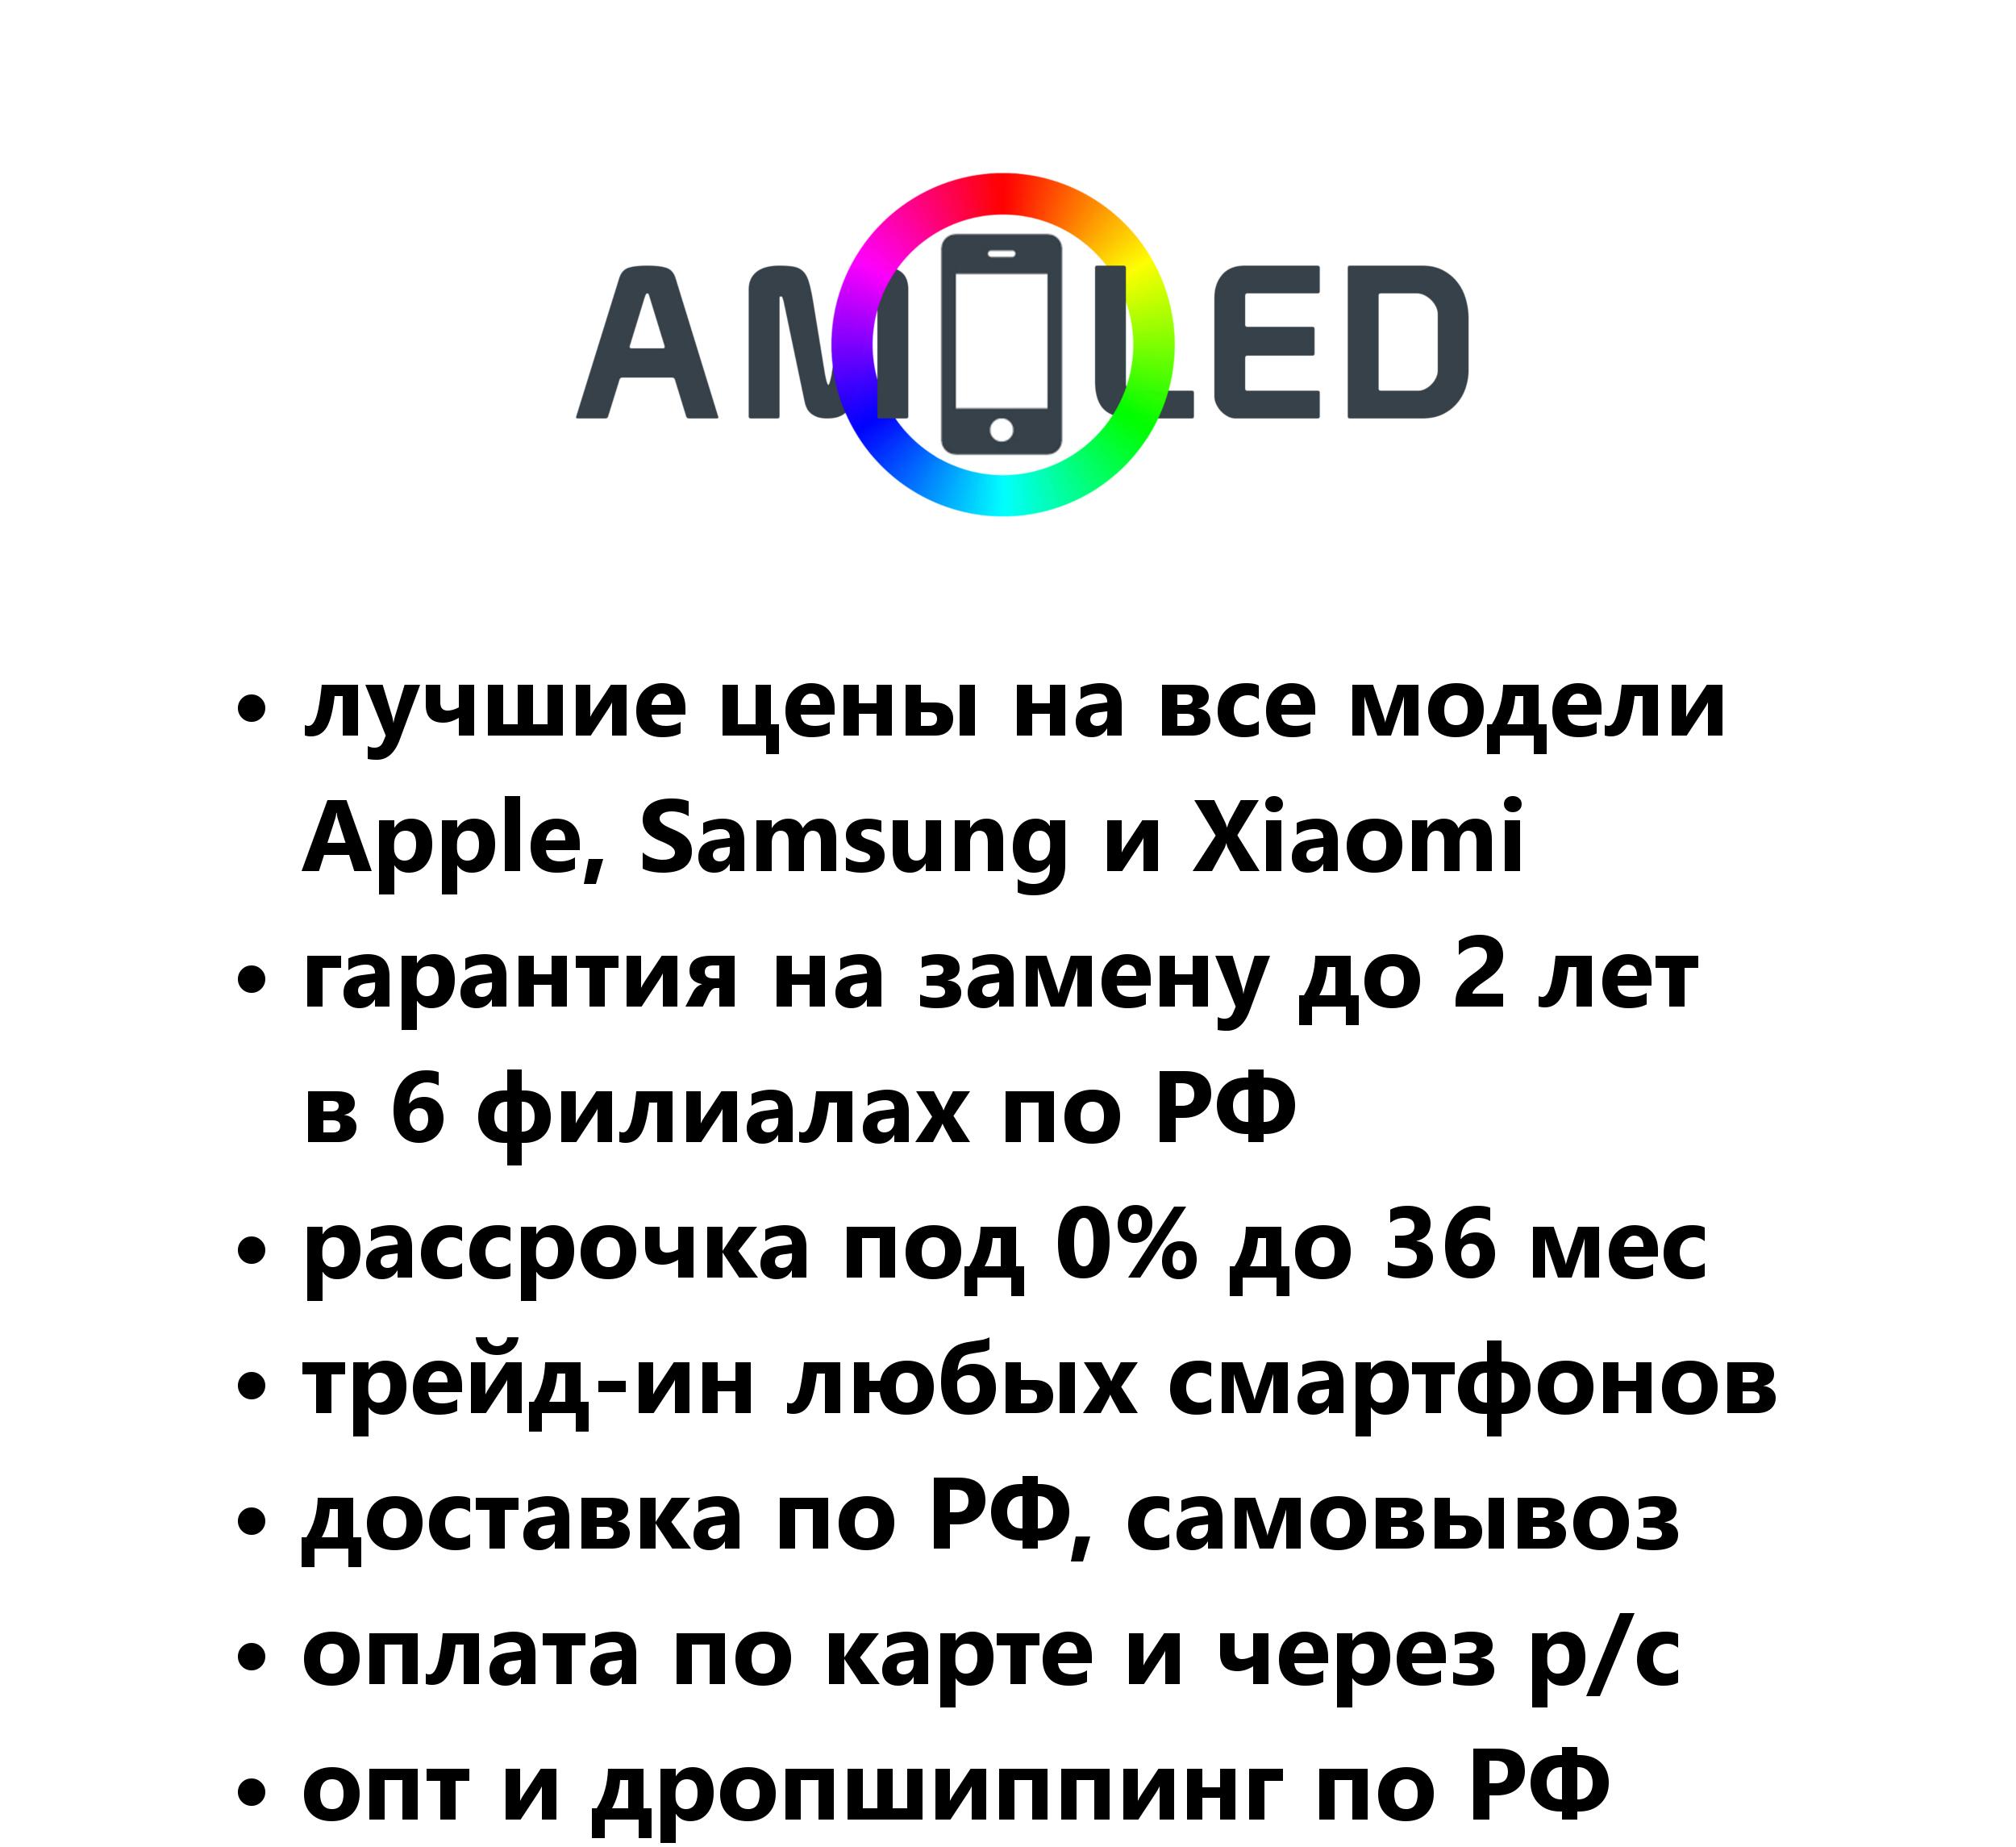 AMOLED
• лучшие цены на все модели
Apple, Samsung и Xiaomi
• гарантия на замену до 2 лет
в 6 филиалах по РФ
• рассрочка под 0% до 36 мес
• трейд-ин любых смартфонов
• доставка по РФ, самовывоз
• оплата по карте и через р/с
• опт и дропшиппинг по РФ